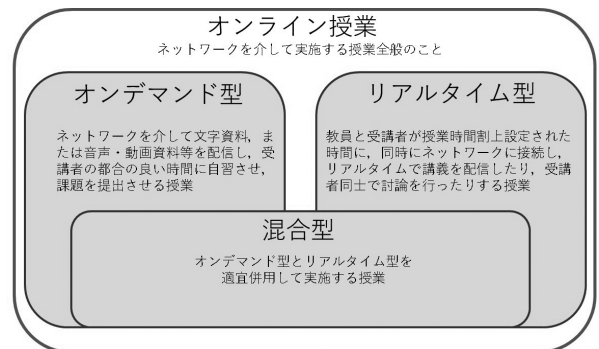 オンライン授業
ネットワークを介して実施する授業全般のこと
オンデマンド型
ネットワークを介して文字資料，ま
たは音声・動画資料等を配信し，受
講者の都合の良い時間に自習させ，
課題を提出させる授業
リアルタイム型
教員と受講者が授業時間割上設定された
時間に，同時にネットワークに接続し，
リアルタイムで講義を配信したり，受講
者同士で討論を行ったりする授業
混合型
オンデマンド型とリアルタイム型を
適宜併用して実施する授業